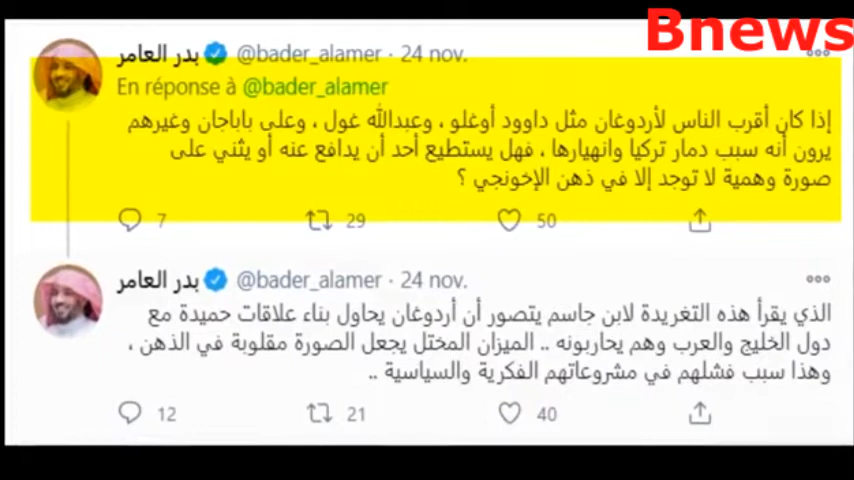 Bnews
بدر العامر @bader_alamer · 24 nov.
En réponse à @bader_alamer
إذا كان أقرب الناس لأردوغان مثل داوود أوغلو ، وعبدالله غول ، وعلى باباجان وغيرهم
يرون أنه سبب دمار تركيا وانهيارها ، فهل يستطيع أحد أن يدافع عنه أو يثني على
صورة وهمية لا توجد إلا في ذهن الإخونجي ؟
7 29 50
بدر العامر @bader_alamer · 24 nov.
الذي يقرأ هذه التغريدة لابن جاسم يتصور أن أردوغان يحاول بناء علاقات حميدة مع
دول الخليج والعرب وهم يحاربونه .. الميزان المختل يجعل الصورة مقلوبة في الذهن ،
وهذا سبب فشلهم في مشروعاتهم الفكرية والسياسية ..
12 21 40